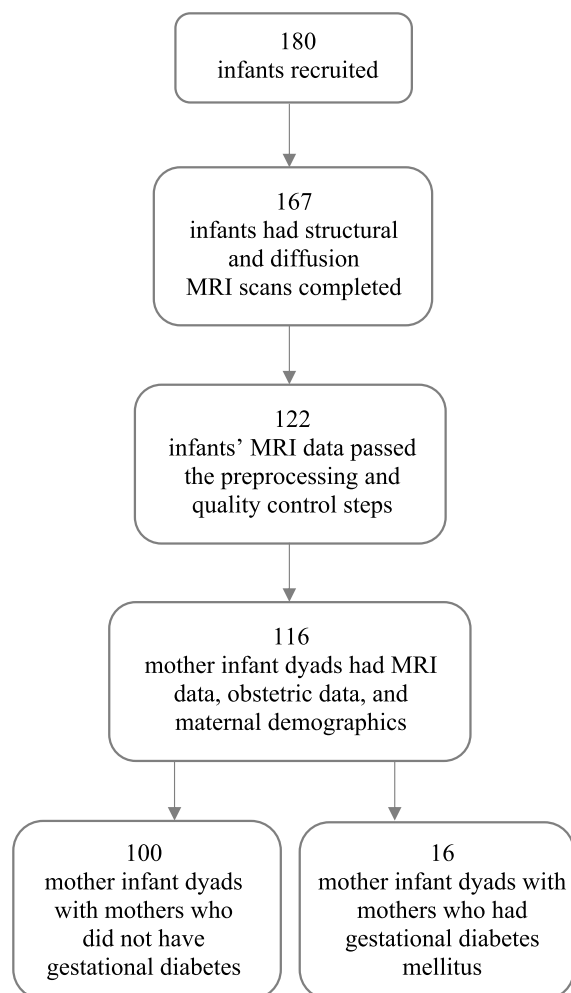 180
infants recruited
167
infants had structural
and diffusion
MRI scans completed
122
infants’ MRI data passed
the preprocessing and
quality control steps
116
mother infant dyads had MRI
data, obstetric data, and
maternal demographics
100
mother infant dyads
with mothers who
did not have
gestational diabetes
16
mother infant dyads with
mothers who had
gestational diabetes
mellitus